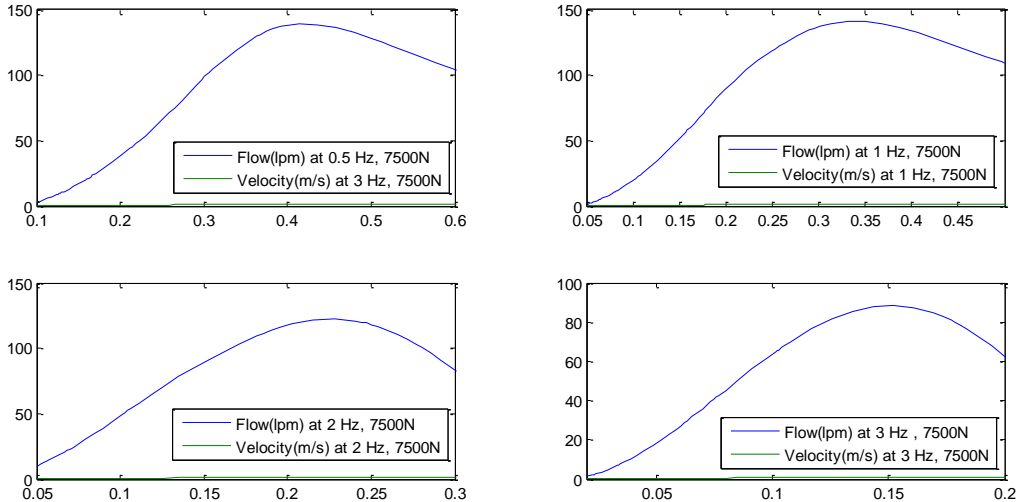 150
100
50
0
0.1 0.2 0.3 0.4 0.5 0.6
Flow(lpm) at 0.5 Hz, 7500N
Velocity(m/s) at 3 Hz, 7500N
150
100
50
0
0.05 0.1 0.15 0.2 0.25 0.3 0.35 0.4 0.45
Flow(lpm) at 1 Hz, 7500N
Velocity(m/s) at 1 Hz, 7500N
150
100
50
0
0.05 0.1 0.15 0.2 0.25 0.3
Flow(lpm) at 2 Hz, 7500N
Velocity(m/s) at 2 Hz, 7500N
100
80
60
40
20
0
0.05 0.1 0.15 0.2
Flow(lpm) at 3 Hz , 7500N
Velocity(m/s) at 3 Hz, 7500N